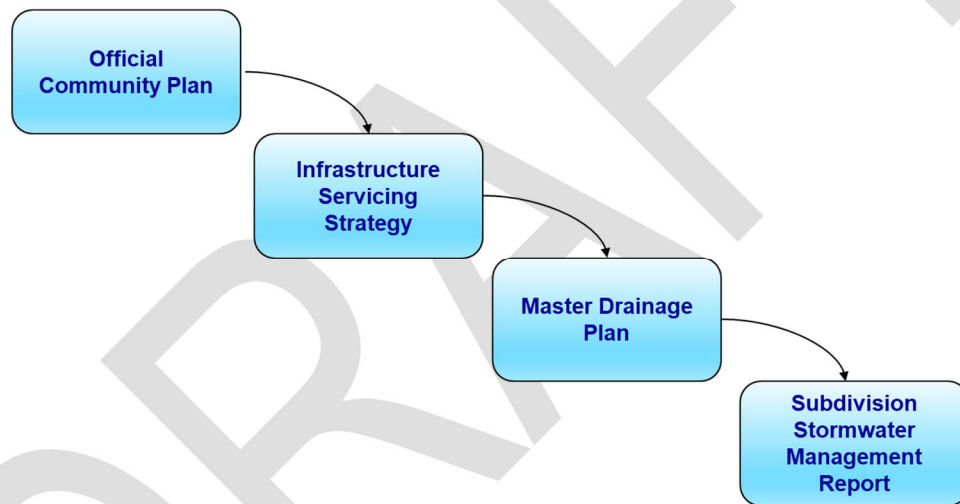 Official
Community Plan
Infrastructure
Servicing
Strategy
Master Drainage
Plan
Subdivision
Stormwater
Management
Report
DRAFT